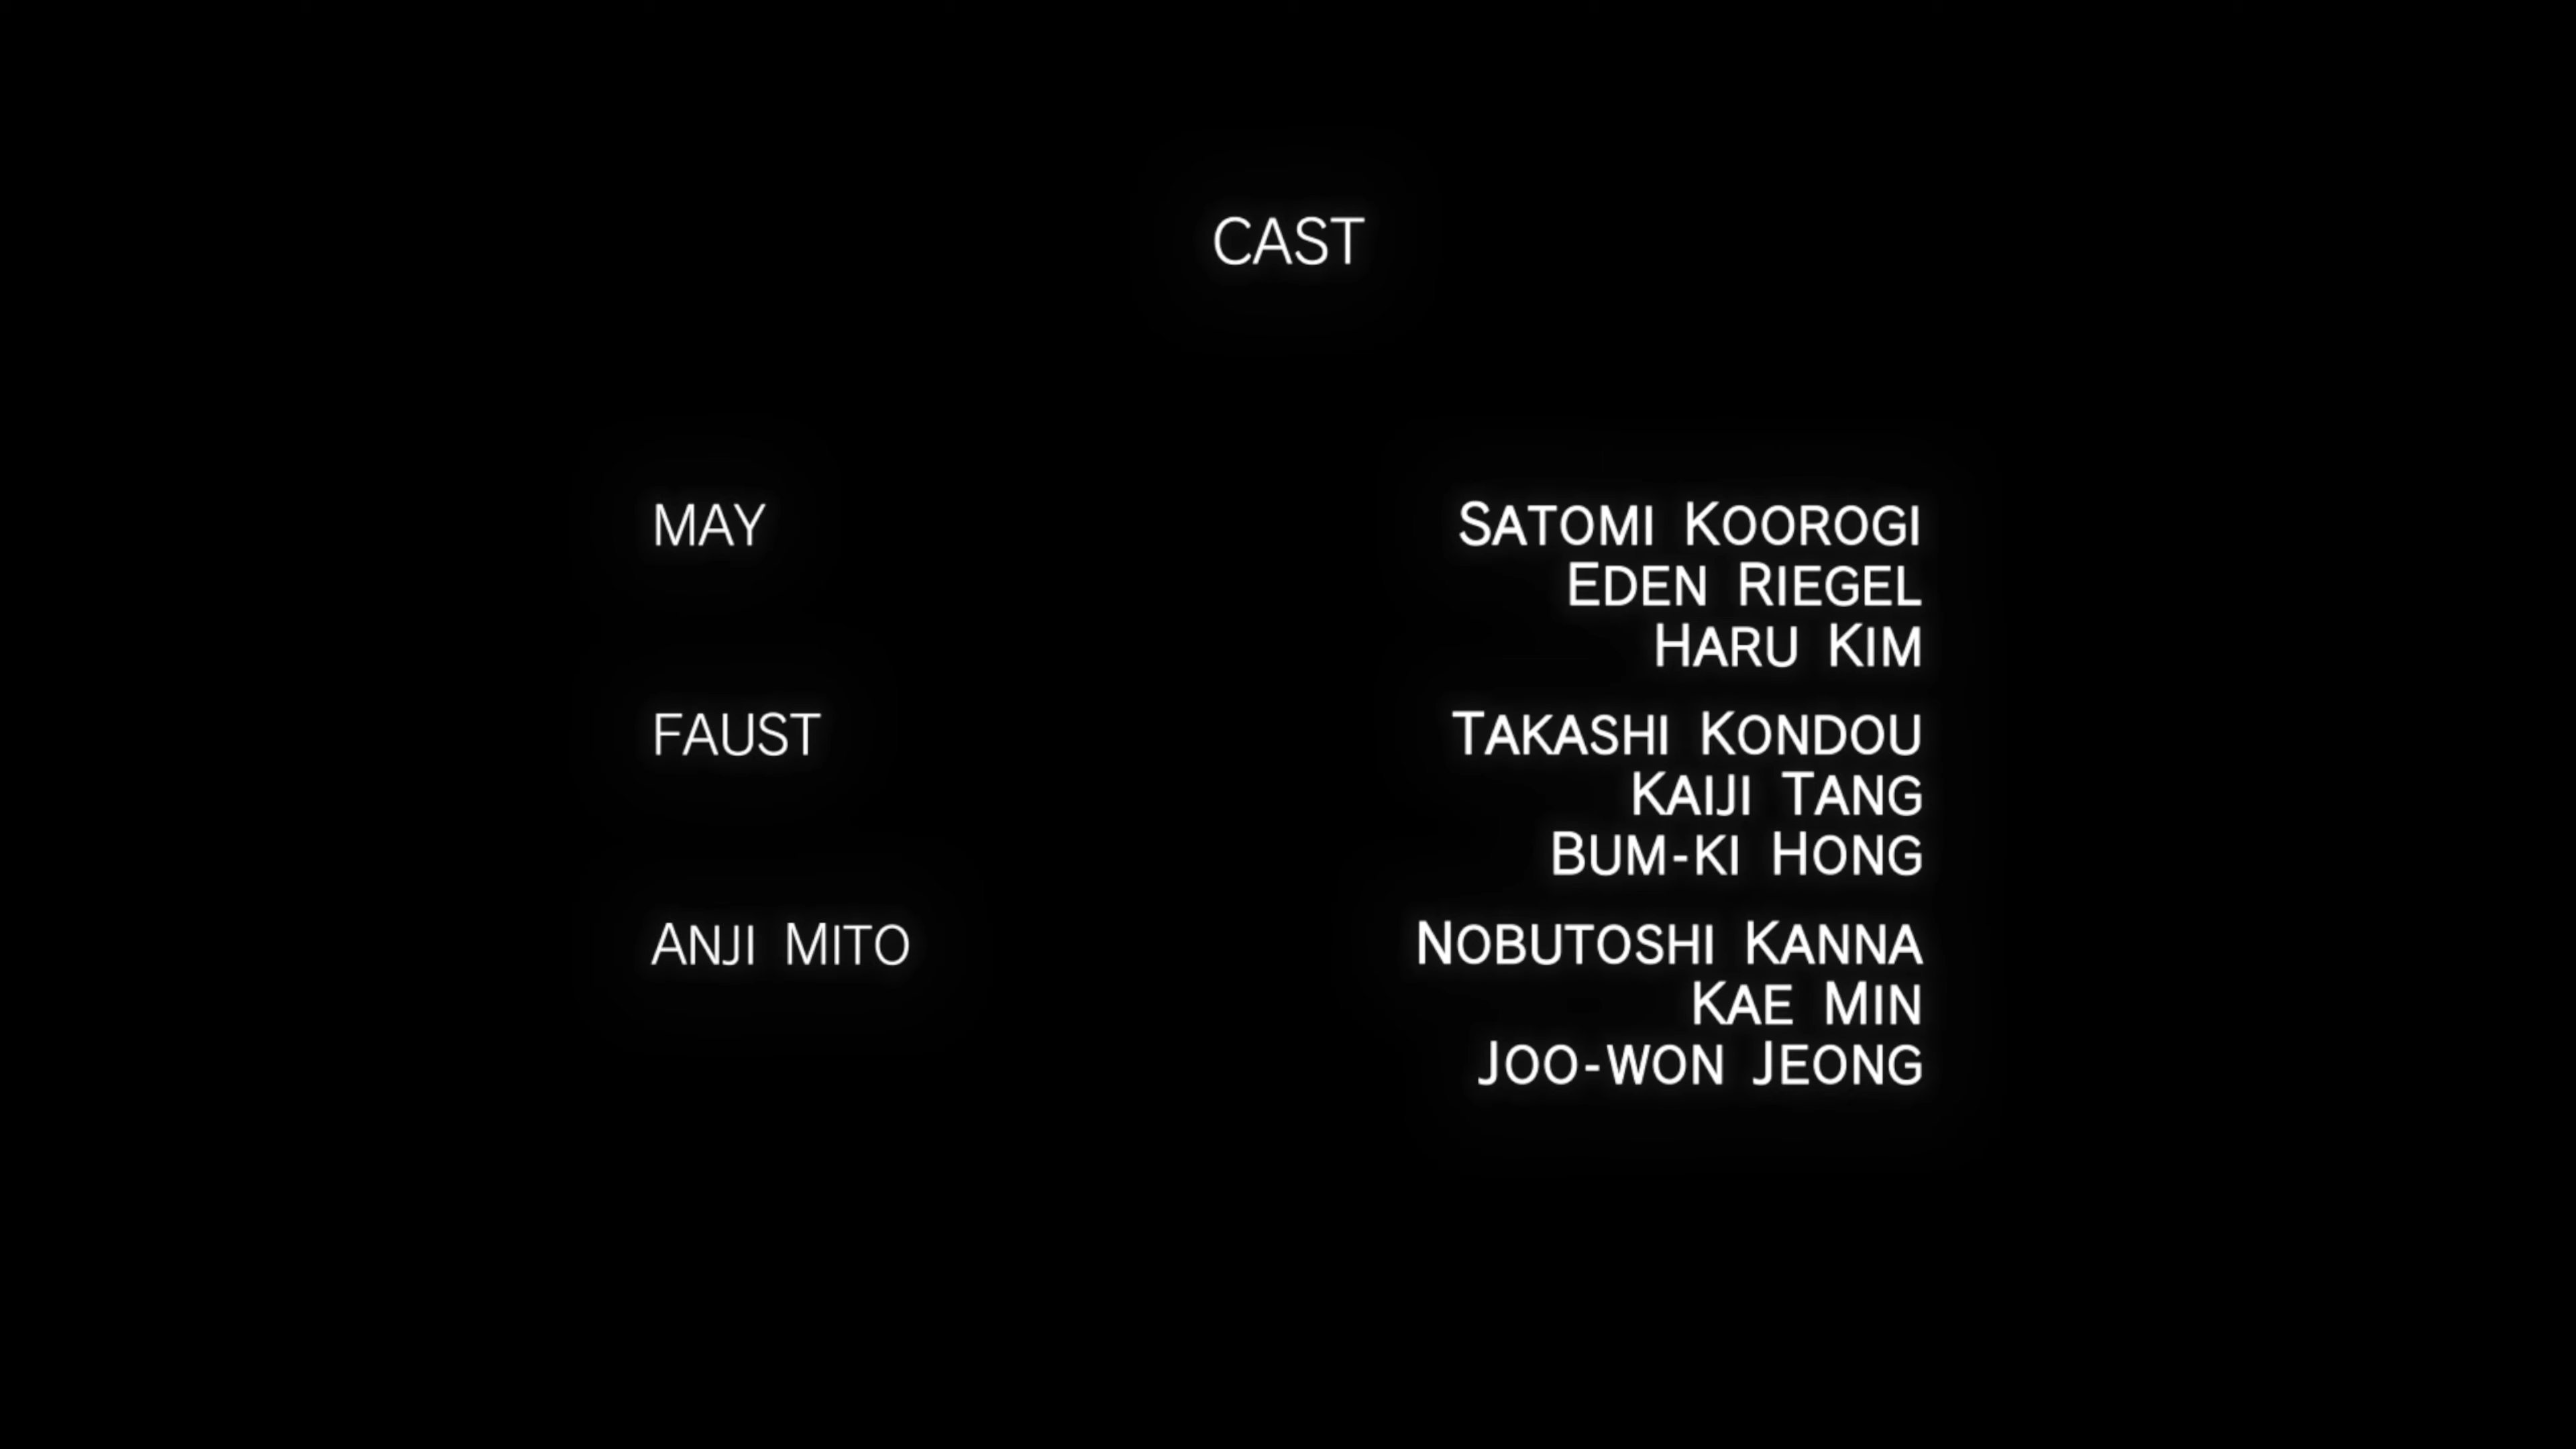 CAST
MAY SATOMI KOOROGI
EDEN RIEGEL
HARU KIM
FAUST TAKASHI KONDOU
KAIJI TANG
BUM-KI HONG
ANJI MITO NOBUTOSHI KANNA
KAE MIN
JOO-WON JEONG